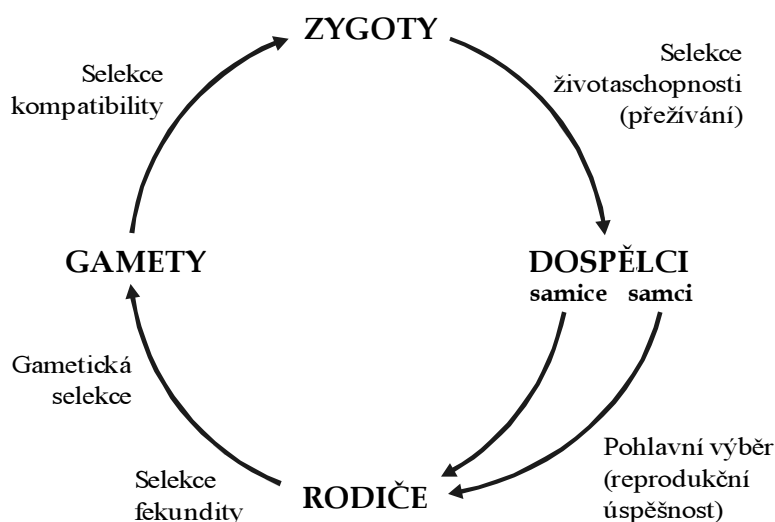 ZYGOTY
Selekce
životaschopnosti
(přežívání)
Selekce
kompatibility
GAMETY
DOSPĚLCI
samice samci
Gametická
selekce
Pohlavní výběr
(reprodukční
úspěšnost)
Selekce
fekundity
RODIČE